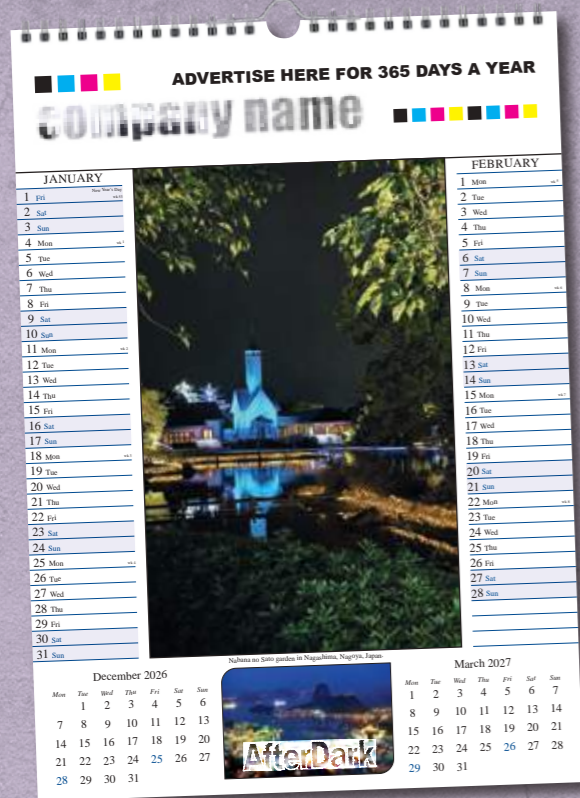 ADVERTISE HERE FOR 365 DAYS A YEAR
company name
JANUARY
1 Fri New Year's Day
2 Sat
3 Sun
4 Mon
5 Tue
6 Wed
7 Thu
8 Fri
9 Sat
10 Sun
11 Mon
12 Tue
13 Wed
14 Thu
15 Fri
16 Sat
17 Sun
18 Mon
19 Tue
20 Wed
21 Thu
22 Fri
23 Sat
24 Sun
25 Mon
26 Tue
27 Wed
28 Thu
29 Fri
30 Sat
31 Sun
FEBRUARY
1 Mon
2 Tue
3 Wed
4 Thu
5 Fri
6 Sat
7 Sun
8 Mon
9 Tue
10 Wed
11 Thu
12 Fri
13 Sat
14 Sun
15 Mon
16 Tue
17 Wed
18 Thu
19 Fri
20 Sat
21 Sun
22 Mon
23 Tue
24 Wed
25 Thu
26 Fri
27 Sat
28 Sun
Nabana no Sato garden in Nagashima, Nagoya, Japan.
December 2026
Mon Tue Wed Thu Fri Sat Sun
1 2 3 4 5 6
7 8 9 10 11 12 13
14 15 16 17 18 19 20
21 22 23 24 25 26 27
28 29 30 31
AfterDark
March 2027
Mon Tue Wed Thu Fri Sat Sun
1 2 3 4 5 6 7
8 9 10 11 12 13 14
15 16 17 18 19 20 21
22 23 24 25 26 27 28
29 30 31